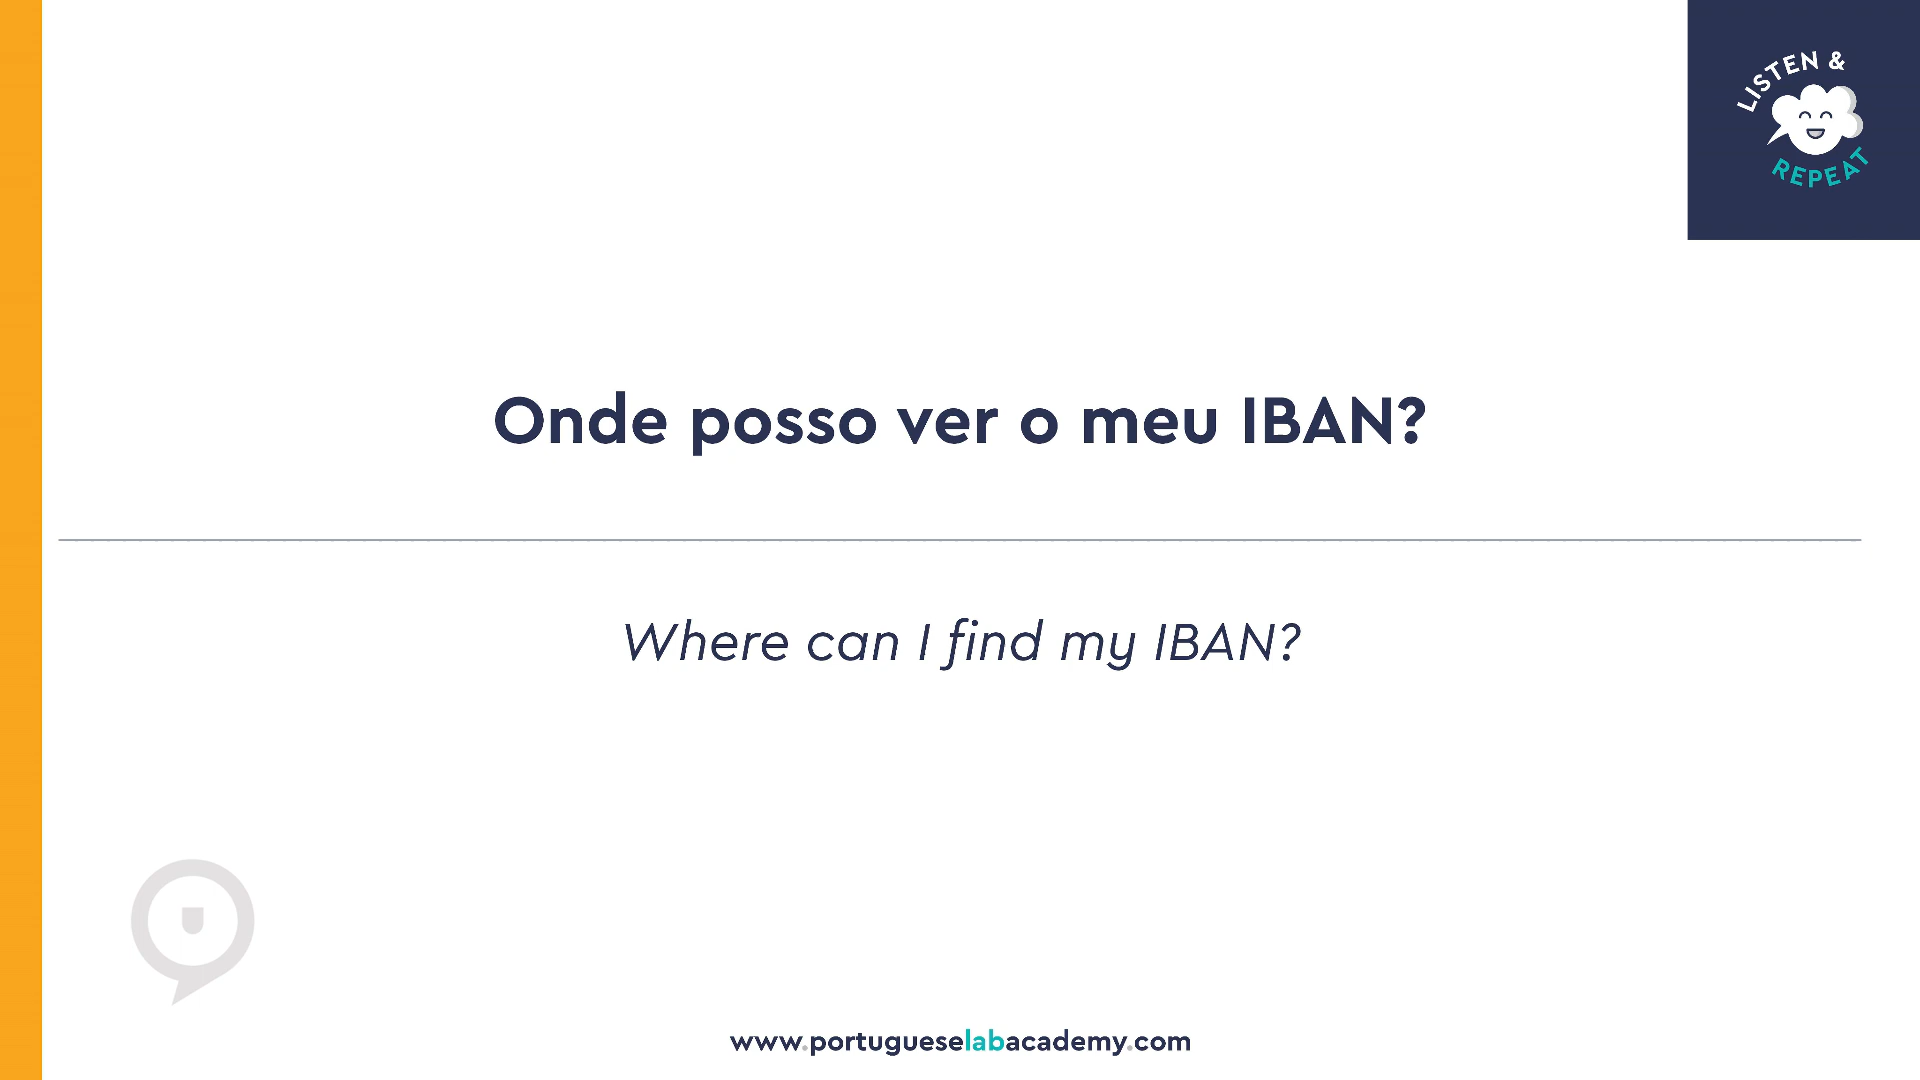 LISTEN &
REPEAT
Onde posso ver o meu IBAN?
Where can I find my IBAN?
www.portugueselabacademy.com